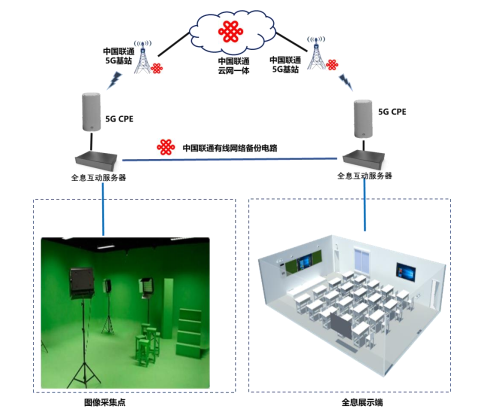 中国联通
5G基站
中国联通
云网一体
中国联通
5G基站
5G CPE
5G CPE
中国联通有线网络备份电路
全息互动服务器
全息互动服务器
图像采集点
全息展示端